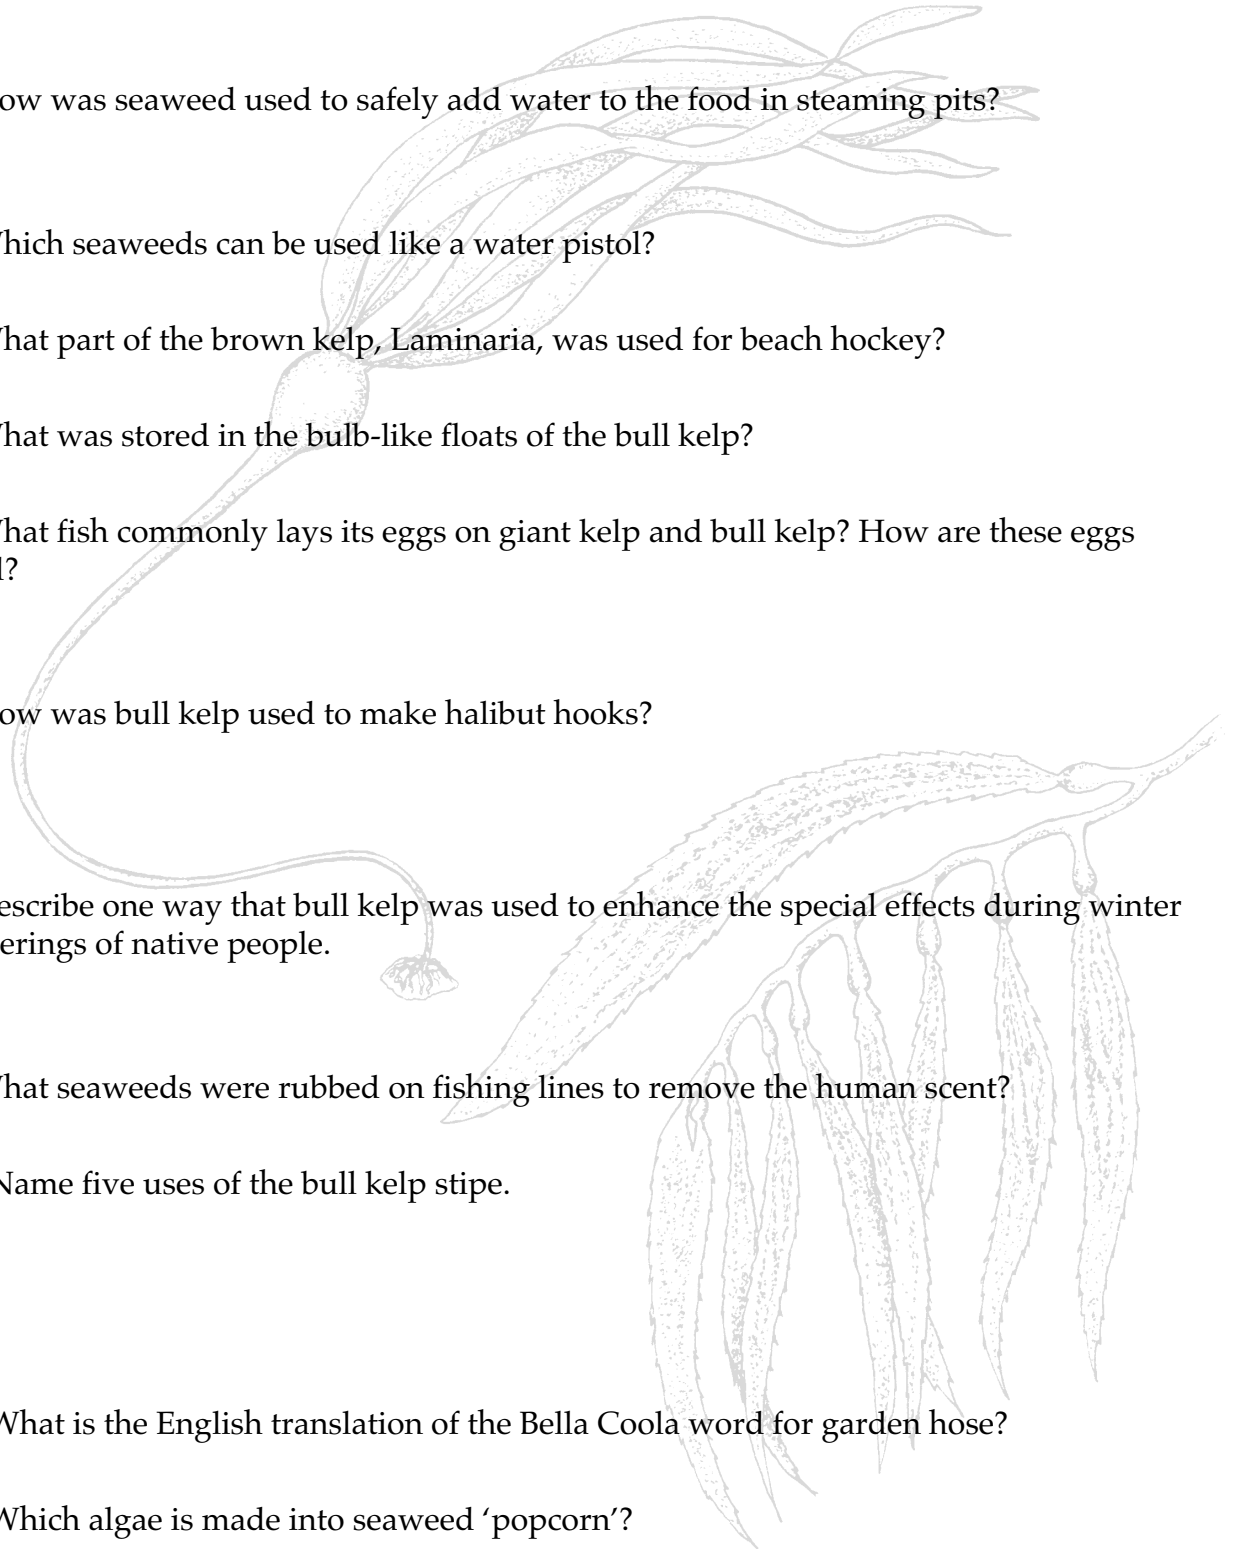 ow was seaweed used to safely add water to the food in steaming pits?
hich seaweeds can be used like a water pistol?
hat part of the brown kelp, Laminaria, was used for beach hockey?
hat was stored in the bulb-like floats of the bull kelp?
hat fish commonly lays its eggs on giant kelp and bull kelp? How are these eggs
l?
ow was bull kelp used to make halibut hooks?
escribe one way that bull kelp was used to enhance the special effects during winter
erings of native people.
hat seaweeds were rubbed on fishing lines to remove the human scent?
Name five uses of the bull kelp stipe.
What is the English translation of the Bella Coola word for garden hose?
Which algae is made into seaweed ‘popcorn’?